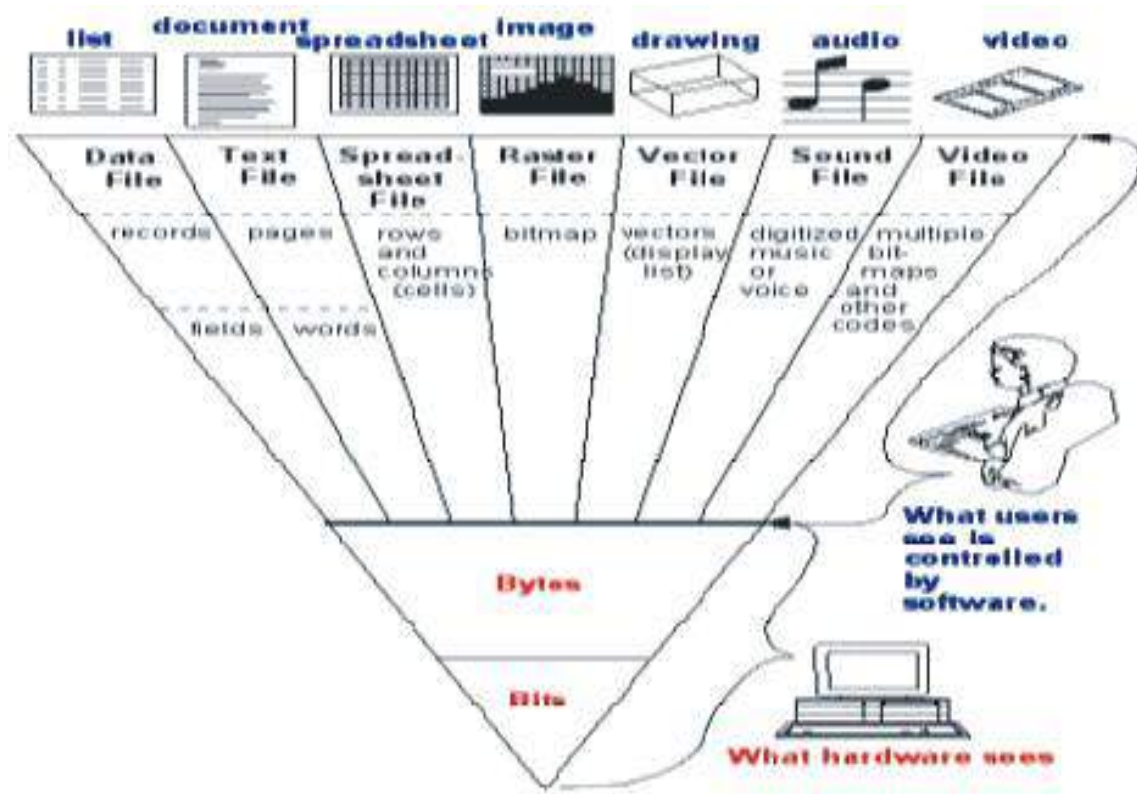 list
document
spreadsheet
image
drawing
audio
video
Data
File
Text
File
Spread-
sheet
File
Raster
File
Vector
File
Sound
File
Video
File
records
pages
rows
and
columns
(cells)
bitmap
vectors
(display
list)
digitized
music
or
voice
multiple
bit-
maps
and
other
codes
fields
words
What users
see is
controlled
by
software.
Bytes
Bits
What hardware sees